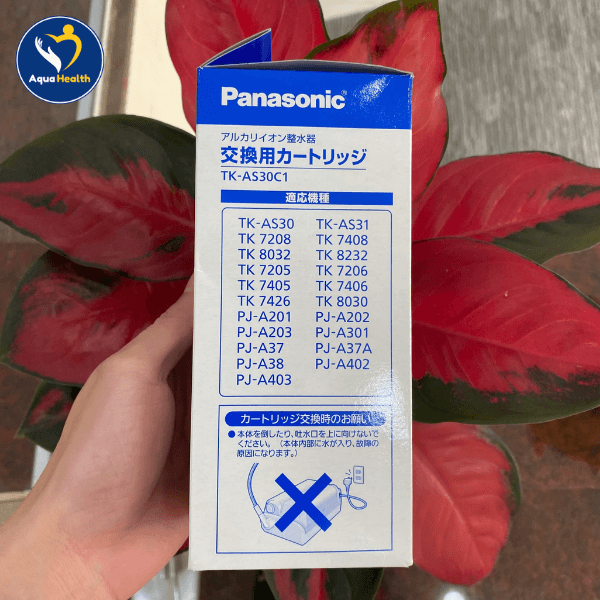 Aqua Health
Panasonic
アルカリイオン整水器
交換用カートリッジ
TK-AS30C1
適応機種
TK-AS30 TK-AS31
TK 7208 TK 7408
TK 8032 TK 8232
TK 7205 TK 7206
TK 7405 TK 7406
TK 7426 TK 8030
PJ-A201 PJ-A202
PJ-A203 PJ-A301
PJ-A37 PJ-A37A
PJ-A38 PJ-A402
PJ-A403
カートリッジ交換時のお願い
●本体を倒したり、吐水口を上に向けないで
ください。(本体内部に水が入り、故障の
原因になります。)